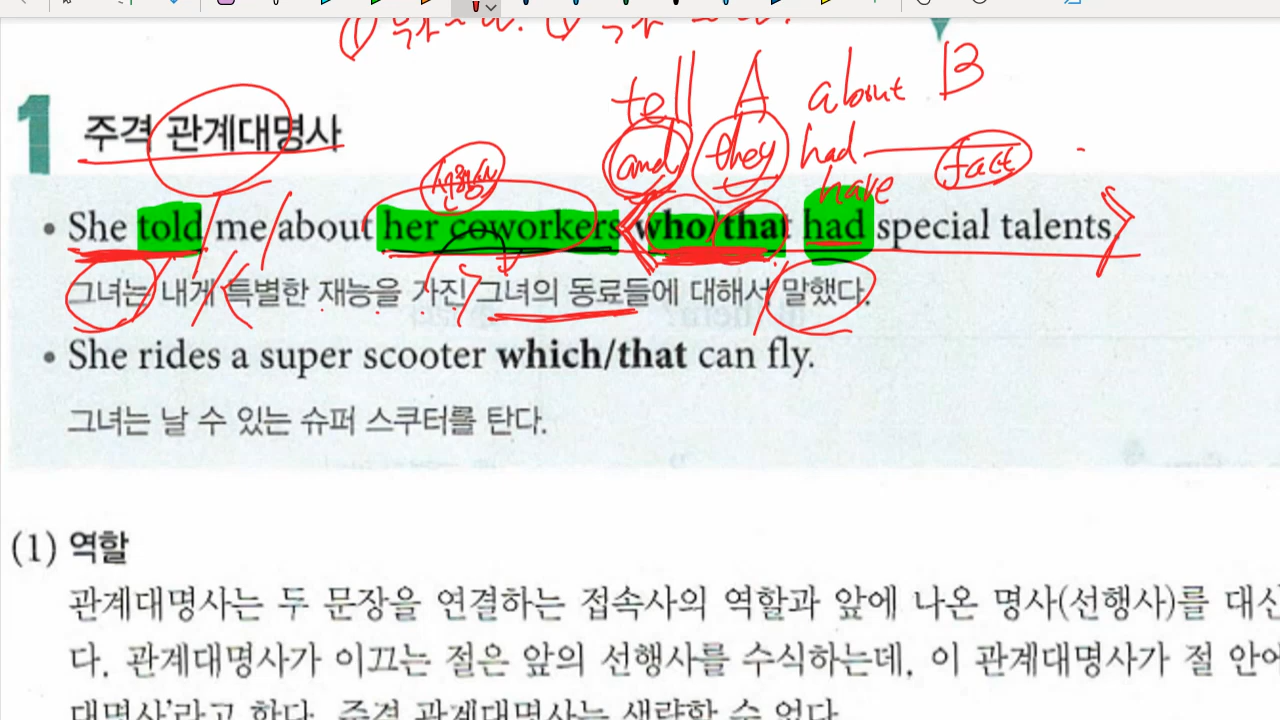 tell A about B
1 주격 관계대명사
and they had fact
선행사 have
• She told me about her coworkers who/that had special talents.
그녀는 내게 특별한 재능을 가진 그녀의 동료들에 대해서 말했다.
• She rides a super scooter which/that can fly.
그녀는 날 수 있는 슈퍼 스쿠터를 탄다.
(1) 역할
관계대명사는 두 문장을 연결하는 접속사의 역할과 앞에 나온 명사(선행사)를 대신
다. 관계대명사가 이끄는 절은 앞의 선행사를 수식하는데, 이 관계대명사가 절 안에
대명사'라고 한다. 주격 관계대명사는 생략할 수 없다.